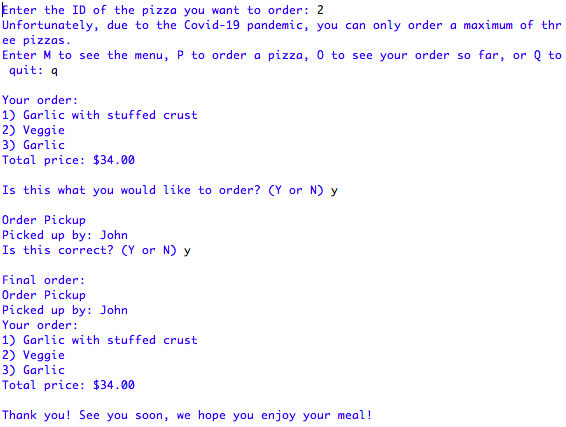 Enter the ID of the pizza you want to order: 2
Unfortunately, due to the Covid-19 pandemic, you can only order a maximum of thr
ee pizzas.
Enter M to see the menu, P to order a pizza, O to see your order so far, or Q to
 quit: q

Your order:
1) Garlic with stuffed crust
2) Veggie
3) Garlic
Total price: $34.00

Is this what you would like to order? (Y or N) y

Order Pickup
Picked up by: John
Is this correct? (Y or N) y

Final order:
Order Pickup
Picked up by: John
Your order:
1) Garlic with stuffed crust
2) Veggie
3) Garlic
Total price: $34.00

Thank you! See you soon, we hope you enjoy your meal!